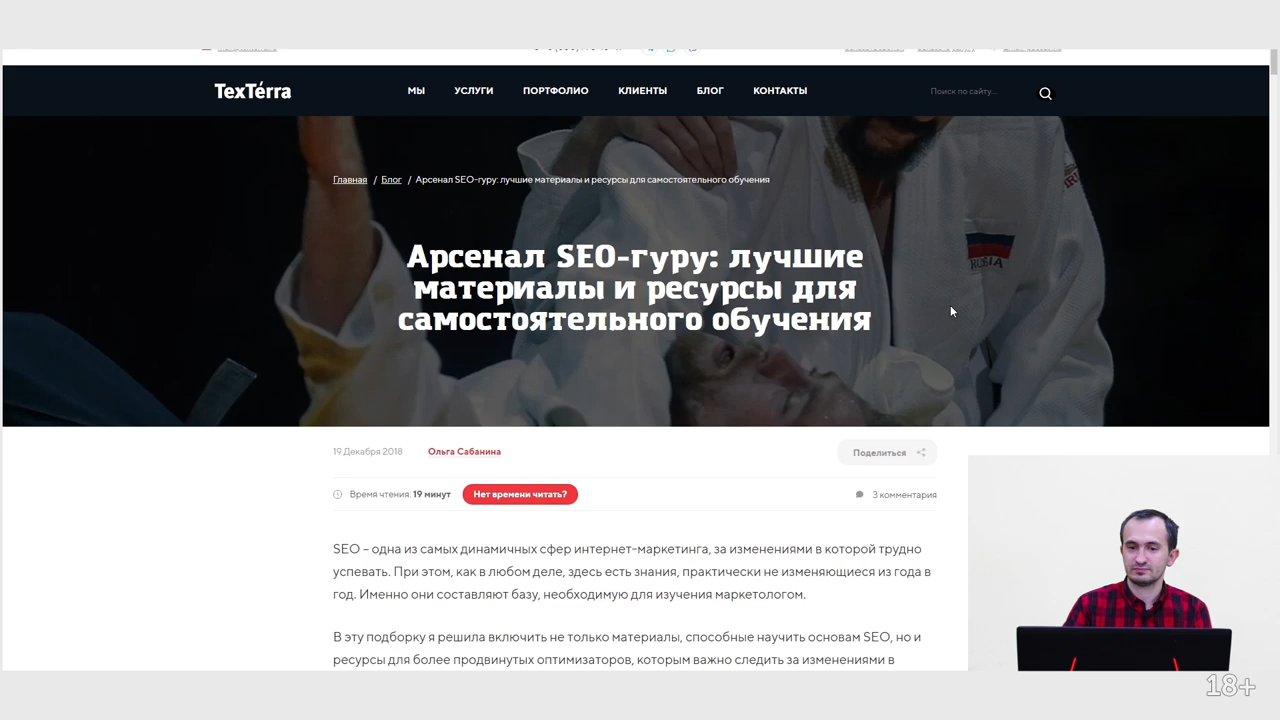 TexTérra
МЫ
УСЛУГИ
ПОРТФОЛИО
КЛИЕНТЫ
БЛОГ
КОНТАКТЫ
Поиск по сайту...
Главная / Блог / Арсенал SEO-гуру: лучшие материалы и ресурсы для самостоятельного обучения
RUSSIA
Арсенал SEO-гуру: лучшие
материалы и ресурсы для
самостоятельного обучения
19 Декабря 2018
Ольга Сабанина
Поделиться
Время чтения: 19 минут
Нет времени читать?
3 комментария
SEO – одна из самых динамичных сфер интернет-маркетинга, за изменениями в которой трудно
успевать. При этом, как в любом деле, здесь есть знания, практически не изменяющиеся из года в
год. Именно они составляют базу, необходимую для изучения маркетологом.
В эту подборку я решила включить не только материалы, способные научить основам SEO, но и
ресурсы для более продвинутых оптимизаторов, которым важно следить за изменениями в
18+